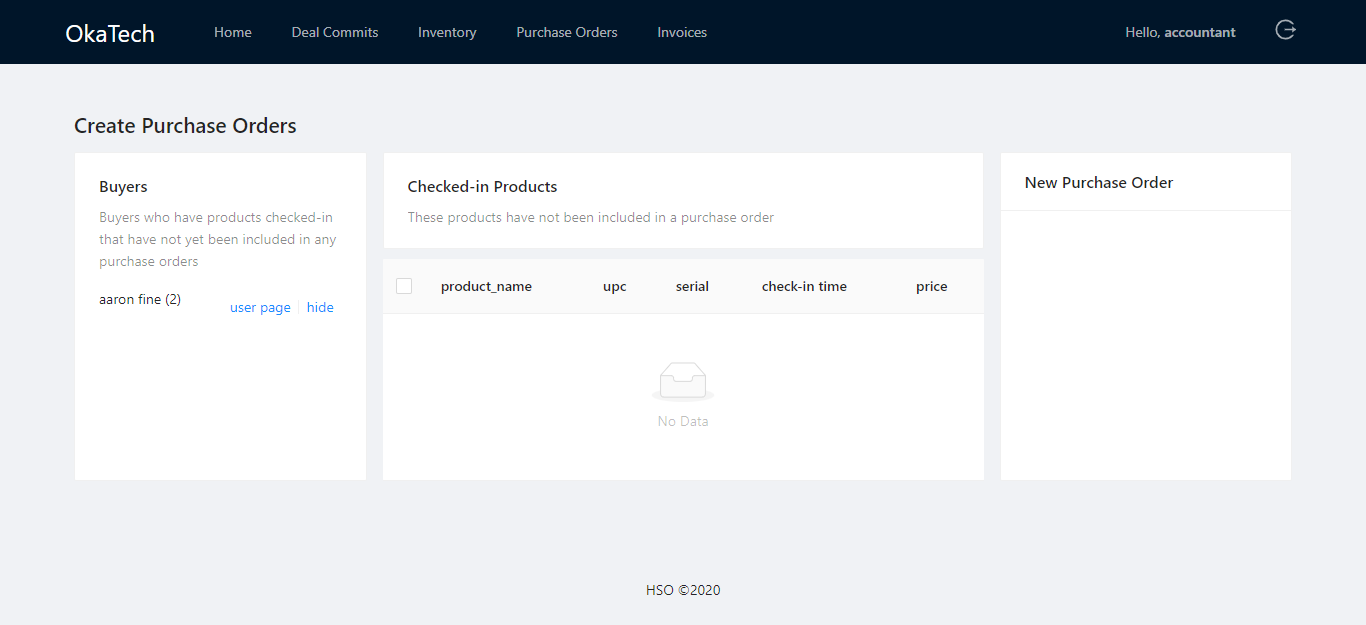 OkaTech Home Deal Commits Inventory Purchase Orders Invoices Hello, accountant
Create Purchase Orders
Buyers
Buyers who have products checked-in
that have not yet been included in any
purchase orders
aaron fine (2)
user page hide
Checked-in Products
These products have not been included in a purchase order
product_name upc serial check-in time price
No Data
New Purchase Order
HSO ©2020